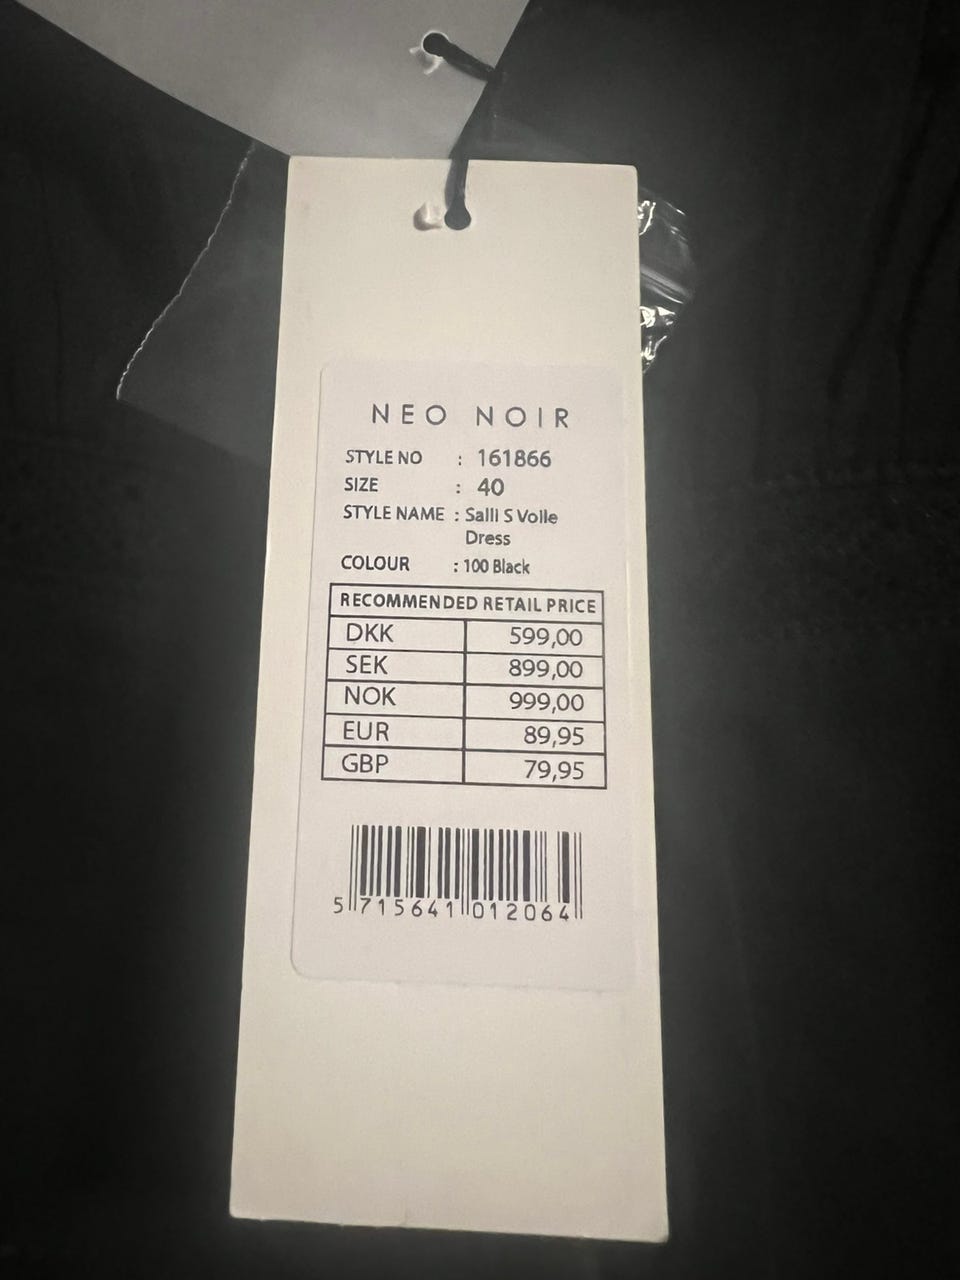 NEO NOIR
STYLE NO : 161866
SIZE : 40
STYLE NAME : Salli S Voile
Dress
COLOUR : 100 Black
RECOMMENDED RETAIL PRICE
DKK 599,00
SEK 899,00
NOK 999,00
EUR 89,95
GBP 79,95
5 715641 012064